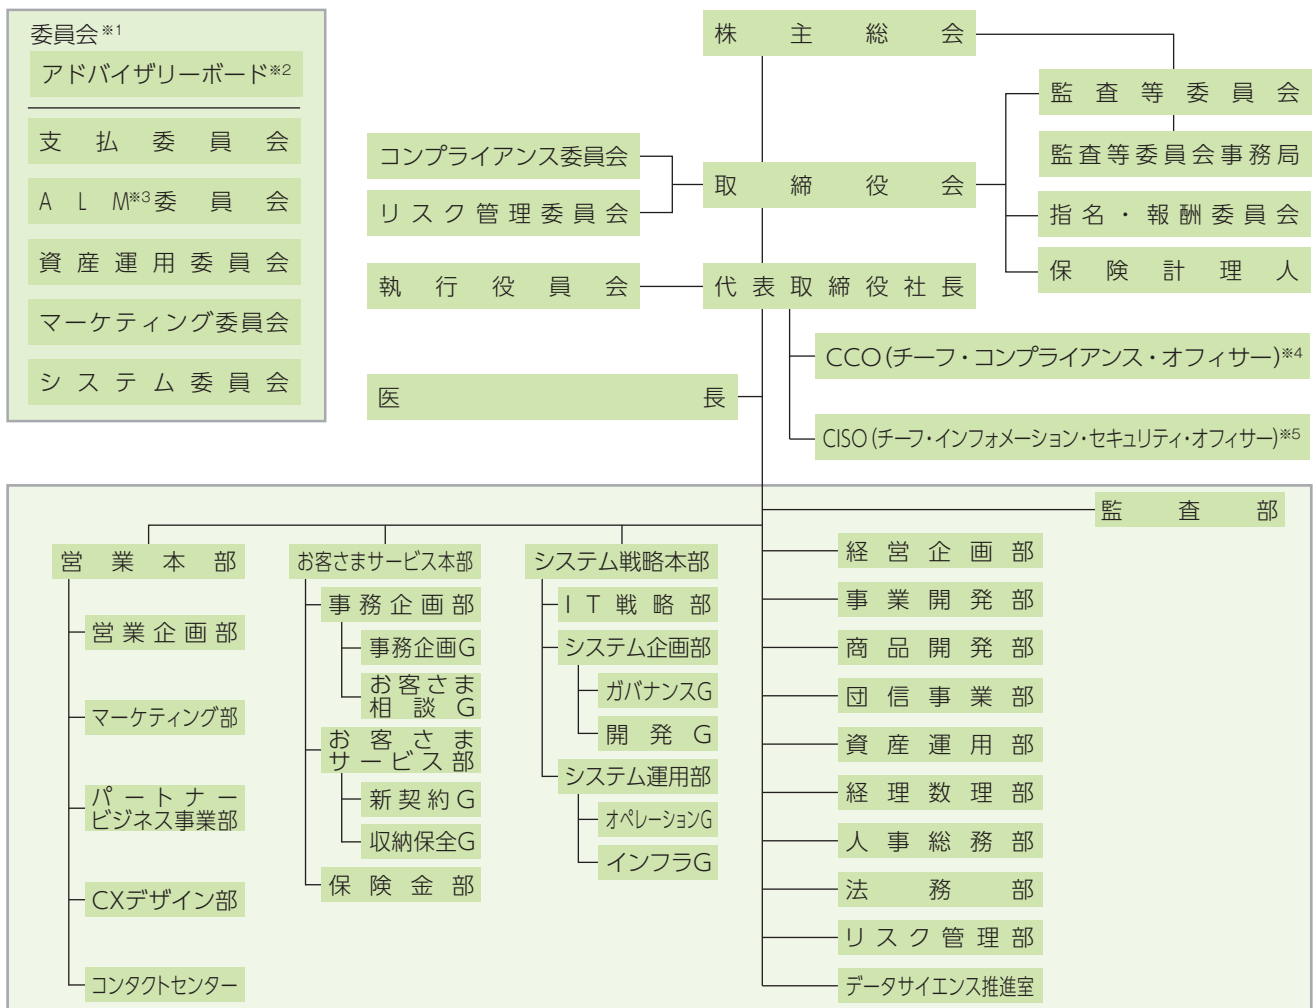 委員会※1
アドバイザリーボード※2
支払委員会
ALM※3委員会
資産運用委員会
マーケティング委員会
システム委員会
株主総会
監査等委員会
監査等委員会事務局
コンプライアンス委員会
リスク管理委員会
取締役会
指名・報酬委員会
保険計理人
執行役員会
代表取締役社長
CCO(チーフ・コンプライアンス・オフィサー)※4
医長
CISO(チーフ・インフォメーション・セキュリティ・オフィサー)※5
監査部
営業本部
営業企画部
マーケティング部
パートナー
ビジネス事業部
CXデザイン部
コンタクトセンター
お客さまサービス本部
事務企画部
事務企画G
お客さま
相談G
お客さま
サービス部
新契約G
収納保全G
保険金部
システム戦略本部
IT戦略部
システム企画部
ガバナンスG
開発G
システム運用部
オペレーションG
インフラG
経営企画部
事業開発部
商品開発部
団信事業部
資産運用部
経理数理部
人事総務部
法務部
リスク管理部
データサイエンス推進室